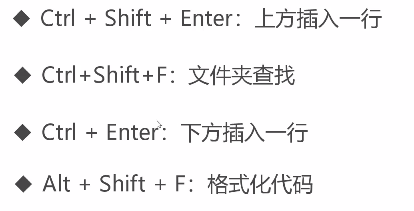 ◆ Ctrl + Shift + Enter：上方插入一行
◆ Ctrl+Shift+F：文件夹查找
◆ Ctrl + Enter：下方插入一行
◆ Alt + Shift + F：格式化代码